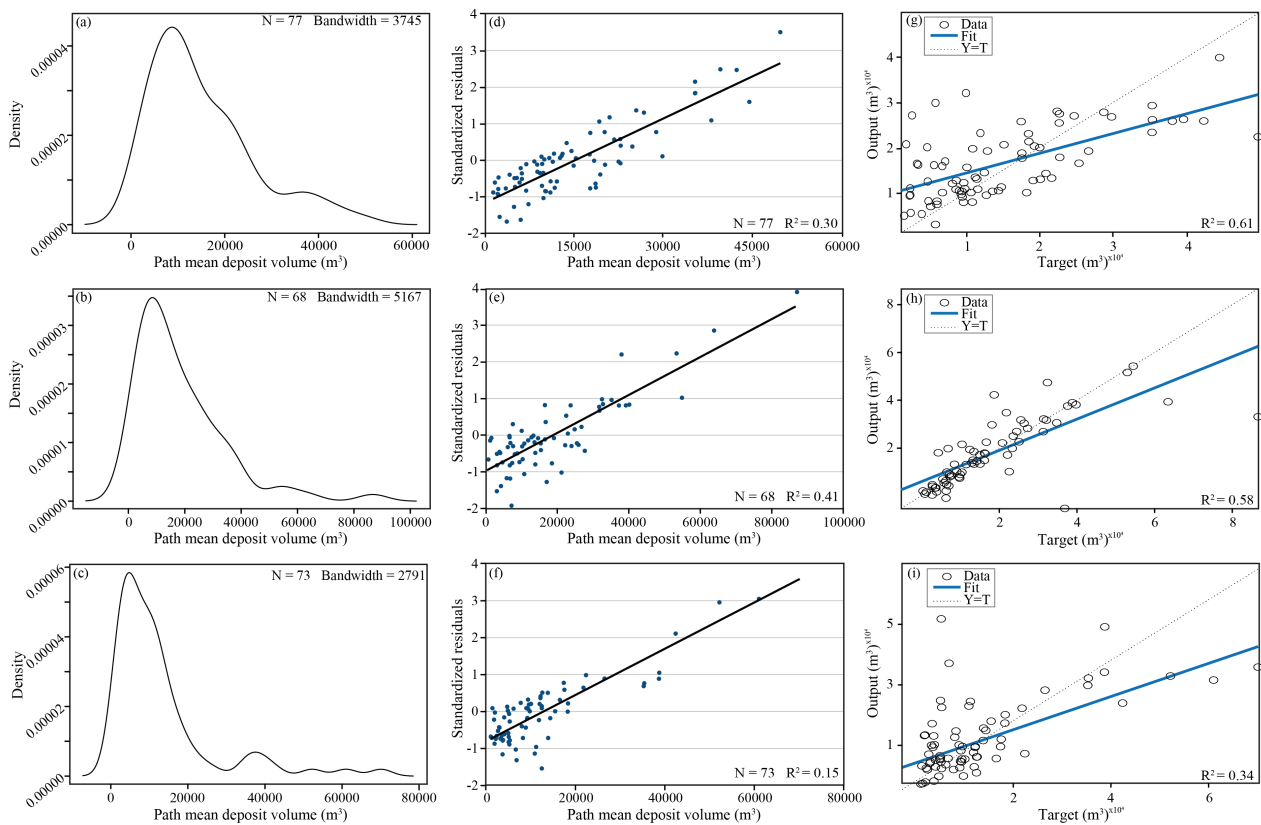 (a)
N = 77 Bandwidth = 3745
Density
0.00004
0.00002
0.00000
0
20000
40000
60000
Path mean deposit volume (m³)
(d)
Standardized residuals
4
3
2
1
0
-1
-2
N = 77 R² = 0.30
0
15000
30000
45000
60000
Path mean deposit volume (m³)
(g)
Data
Fit
Y=T
Output (m³)x10⁴
4
3
2
1
R² = 0.61
1
2
3
4
Target (m³)x10⁴
(b)
N = 68 Bandwidth = 5167
Density
0.00003
0.00002
0.00001
0.00000
0
20000
40000
60000
80000
100000
Path mean deposit volume (m³)
(e)
Standardized residuals
4
3
2
1
0
-1
-2
N = 68 R² = 0.41
0
20000
40000
60000
80000
100000
Path mean deposit volume (m³)
(h)
Data
Fit
Y=T
Output (m³)x10⁴
8
6
4
2
R² = 0.58
2
4
6
8
Target (m³)x10⁴
(c)
N = 73 Bandwidth = 2791
Density
0.00006
0.00004
0.00002
0.00000
0
20000
40000
60000
80000
Path mean deposit volume (m³)
(f)
Standardized residuals
4
3
2
1
0
-1
-2
N = 73 R² = 0.15
0
20000
40000
60000
80000
Path mean deposit volume (m³)
(i)
Data
Fit
Y=T
Output (m³)x10⁴
5
3
1
R² = 0.34
2
4
6
Target (m³)x10⁴